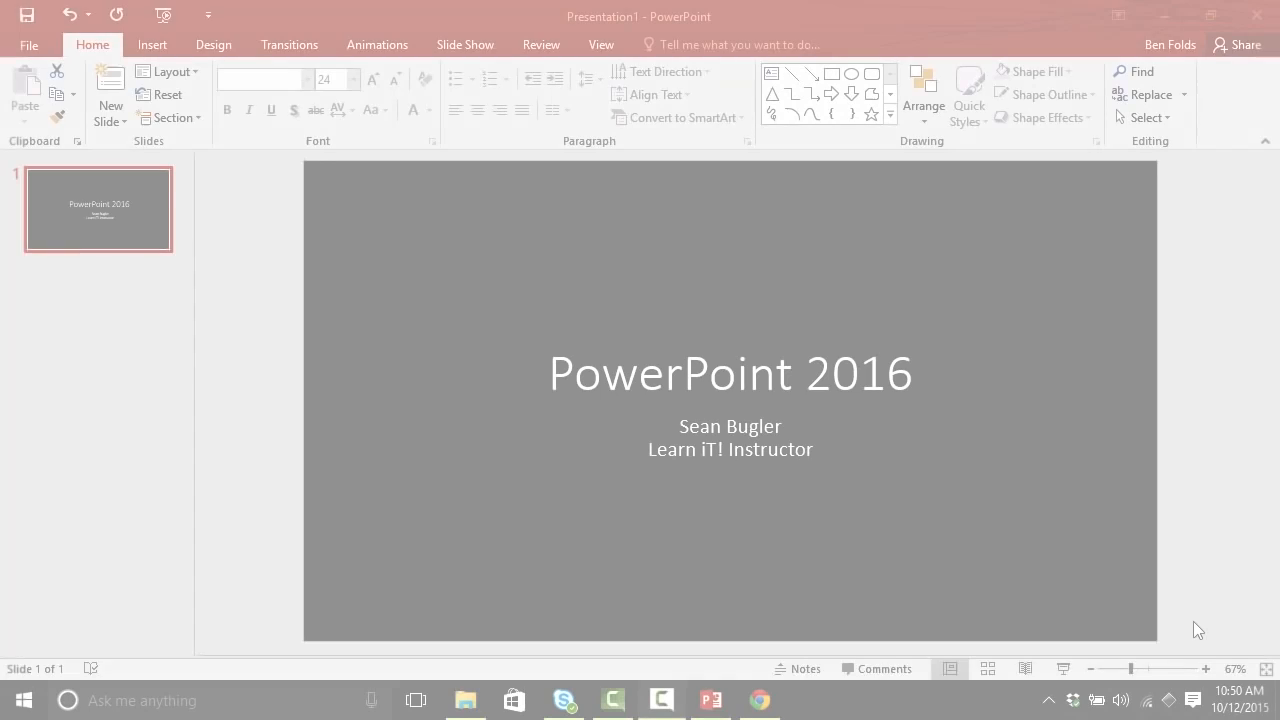 Presentation1 - PowerPoint
File Home Insert Design Transitions Animations Slide Show Review View Tell me what you want to do... Ben Folds Share
Paste New Slide Layout Reset Section
24
B I U S abc AV Aa A
Text Direction
Align Text
Convert to SmartArt
Arrange Quick Styles
Shape Fill
Shape Outline
Shape Effects
Find
Replace
Select
Clipboard Slides Font Paragraph Drawing Editing
1
PowerPoint 2016
Sean Bugler
Learn iT! Instructor
PowerPoint 2016
Sean Bugler
Learn iT! Instructor
Slide 1 of 1 Notes Comments 67%
Ask me anything 10:50 AM
10/12/2015